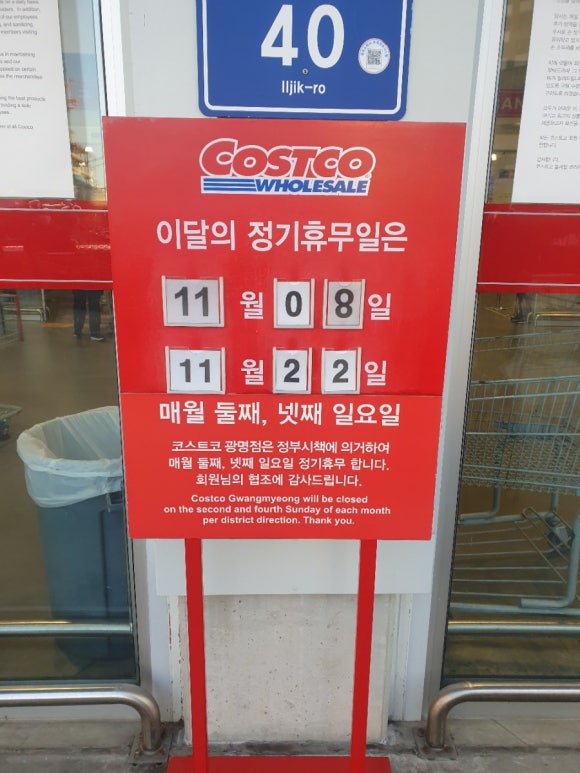 40
Iljik-ro
COSTCO
WHOLESALE
이달의 정기휴무일은
11 월 0 8 일
11 월 2 2 일
매월 둘째, 넷째 일요일
코스트코 광명점은 정부시책에 의거하여
매월 둘째, 넷째 일요일 정기휴무 합니다.
회원님의 협조에 감사드립니다.
Costco Gwangmyeong will be closed
on the second and fourth Sunday of each month
per district direction. Thank you.